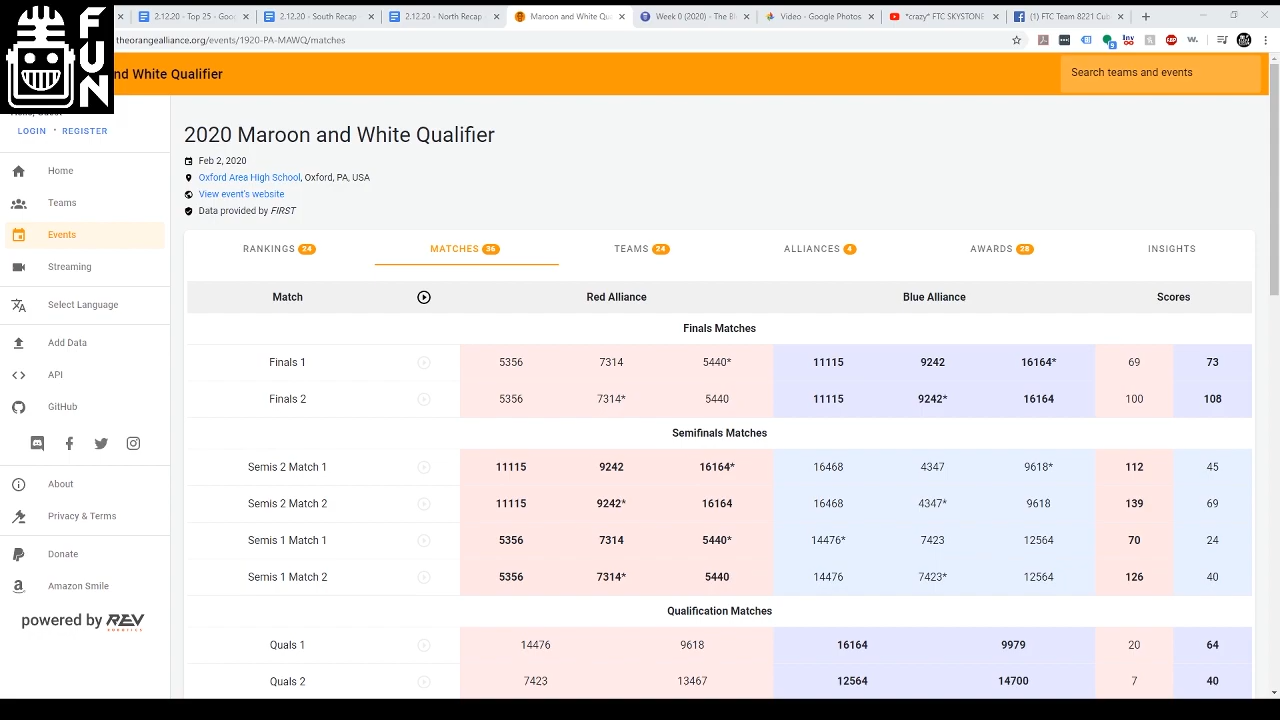 2.12.20 - Top 25 - Goo
2.12.20 - South Recap
2.12.20 - North Recap
Maroon and White Qu
Week 0 (2020) - The Bl
Video - Google Photos
*crazy* FTC SKYSTONE
(1) FTC Team 8221 Cub
theorangealliance.org/events/1920-PA-MAWQ/matches
FUN
nd White Qualifier
Search teams and events
LOGIN · REGISTER
Home
Teams
Events
Streaming
Select Language
Add Data
API
GitHub
About
Privacy & Terms
Donate
Amazon Smile
powered by REV
ROBOTICS
2020 Maroon and White Qualifier
Feb 2, 2020
Oxford Area High School, Oxford, PA, USA
View event's website
Data provided by FIRST
RANKINGS 24 MATCHES 36 TEAMS 24 ALLIANCES 4 AWARDS 28 INSIGHTS
Match Red Alliance Blue Alliance Scores
Finals Matches
Finals 1 5356 7314 5440* 11115 9242 16164* 69 73
Finals 2 5356 7314* 5440 11115 9242* 16164 100 108
Semifinals Matches
Semis 2 Match 1 11115 9242 16164* 16468 4347 9618* 112 45
Semis 2 Match 2 11115 9242* 16164 16468 4347* 9618 139 69
Semis 1 Match 1 5356 7314 5440* 14476* 7423 12564 70 24
Semis 1 Match 2 5356 7314* 5440 14476 7423* 12564 126 40
Qualification Matches
Quals 1 14476 9618 16164 9979 20 64
Quals 2 7423 13467 12564 14700 7 40